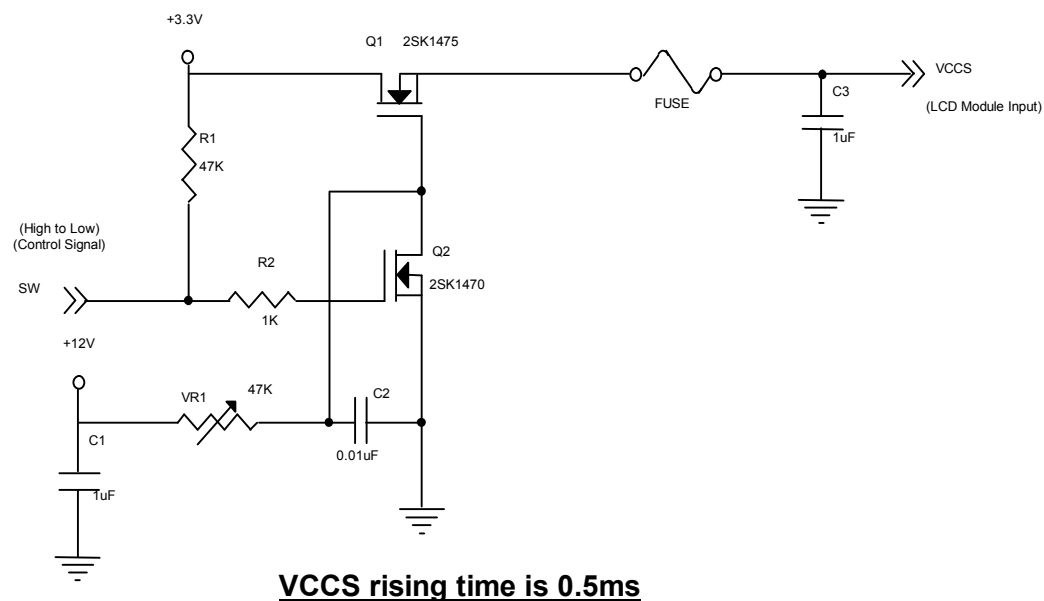 +3.3V
Q1 2SK1475
VCCS
FUSE
C3
(LCD Module Input)
R1
47K
1uF
(High to Low)
(Control Signal)
Q2
R2
SW
2SK1470
1K
+12V
47K
VR1
C2
C1
0.01uF
1uF
VCCS rising time is 0.5ms